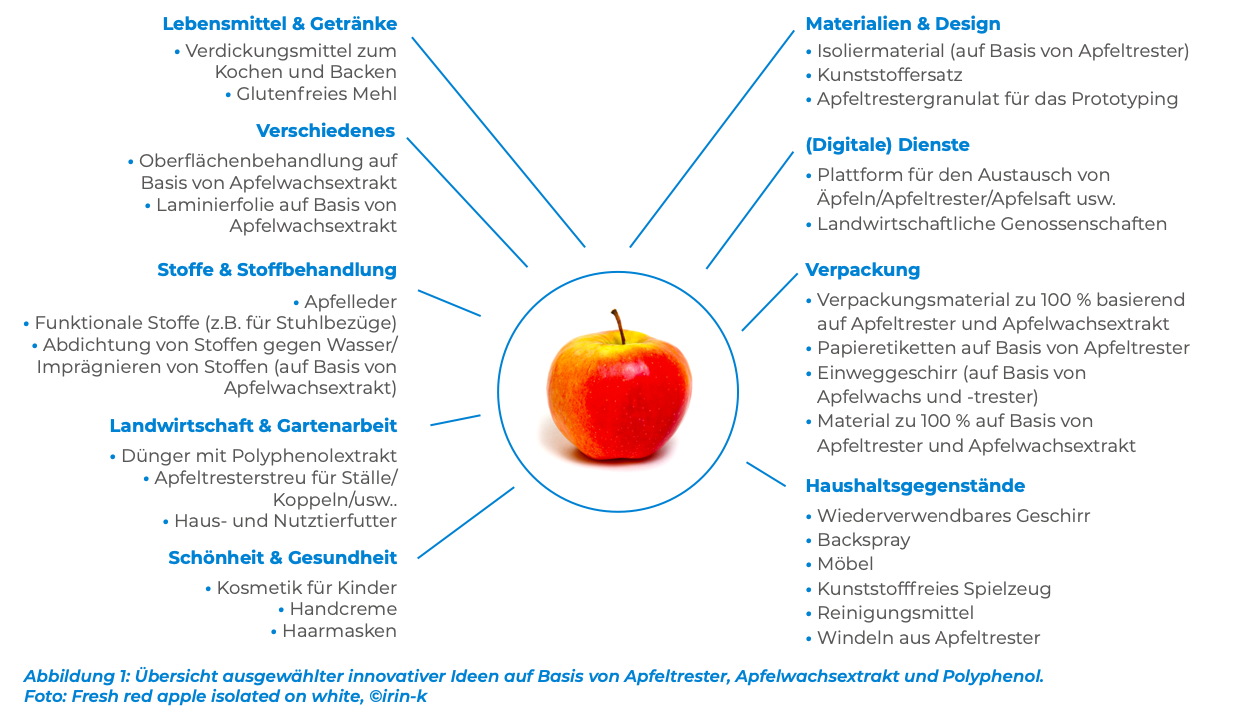 Lebensmittel & Getränke
• Verdickungsmittel zum
Kochen und Backen
• Glutenfreies Mehl
Verschiedenes
• Oberflächenbehandlung auf
Basis von Apfelwachsextrakt
• Laminierfolie auf Basis von
Apfelwachsextrakt
Stoffe & Stoffbehandlung
• Apfelleder
• Funktionale Stoffe (z.B. für Stuhlbezüge)
• Abdichtung von Stoffen gegen Wasser/
Imprägnieren von Stoffen (auf Basis von
Apfelwachsextrakt)
Landwirtschaft & Gartenarbeit
• Dünger mit Polyphenolextrakt
• Apfeltresterstreu für Ställe/
Koppeln/usw..
• Haus- und Nutztierfutter
Schönheit & Gesundheit
• Kosmetik für Kinder
• Handcreme
• Haarmasken
Materialien & Design
• Isoliermaterial (auf Basis von Apfeltrester)
• Kunststoffersatz
• Apfeltrestergranulat für das Prototyping
(Digitale) Dienste
• Plattform für den Austausch von
Äpfeln/Apfeltrester/Apfelsaft usw.
• Landwirtschaftliche Genossenschaften
Verpackung
• Verpackungsmaterial zu 100 % basierend
auf Apfeltrester und Apfelwachsextrakt
• Papieretiketten auf Basis von Apfeltrester
• Einweggeschirr (auf Basis von
Apfelwachs und -trester)
• Material zu 100 % auf Basis von
Apfeltrester und Apfelwachsextrakt
Haushaltsgegenstände
• Wiederverwendbares Geschirr
• Backspray
• Möbel
• Kunststofffreies Spielzeug
• Reinigungsmittel
• Windeln aus Apfeltrester
Abbildung 1: Übersicht ausgewählter innovativer Ideen auf Basis von Apfeltrester, Apfelwachsextrakt und Polyphenol.
Foto: Fresh red apple isolated on white, ©irin-k